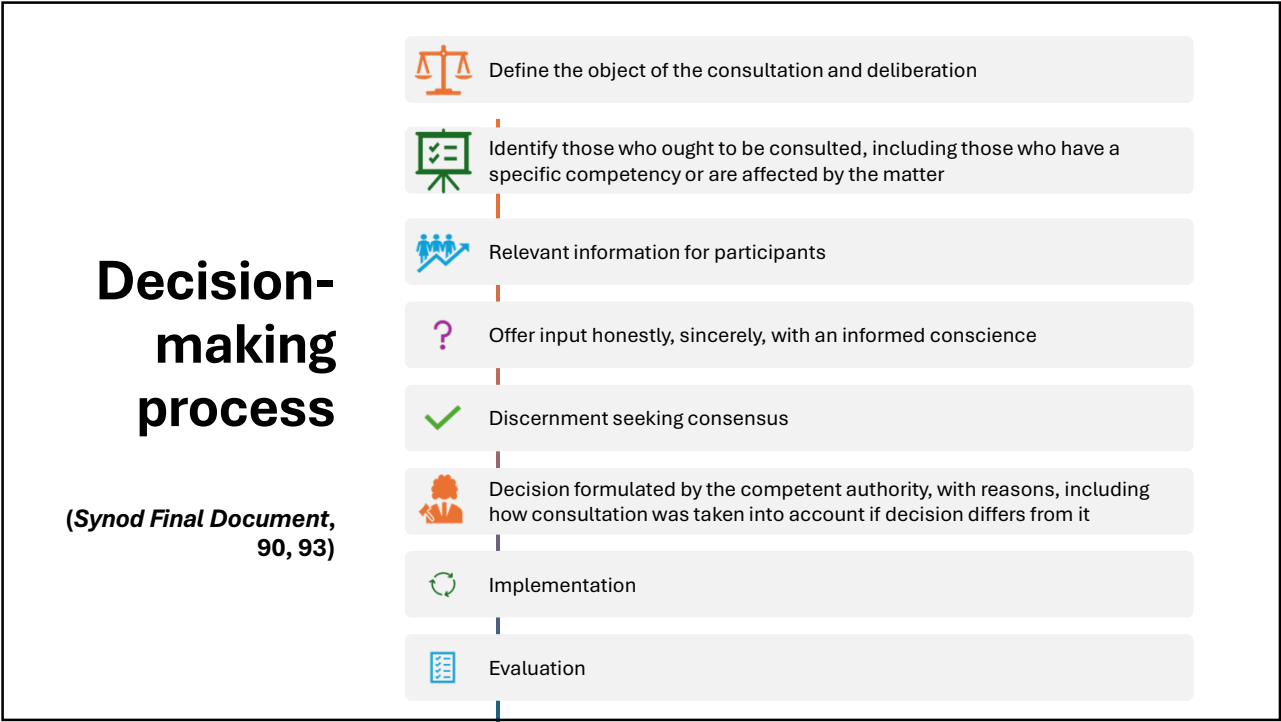 Decision-
making
process
(Synod Final Document,
90, 93)
Define the object of the consultation and deliberation
Identify those who ought to be consulted, including those who have a
specific competency or are affected by the matter
Relevant information for participants
?
Offer input honestly, sincerely, with an informed conscience
Discernment seeking consensus
Decision formulated by the competent authority, with reasons, including
how consultation was taken into account if decision differs from it
Implementation
Evaluation